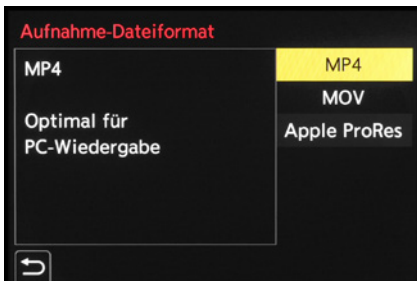 Aufnahme-Dateiformat
MP4
Optimal für
PC-Wiedergabe
MP4
MOV
Apple ProRes